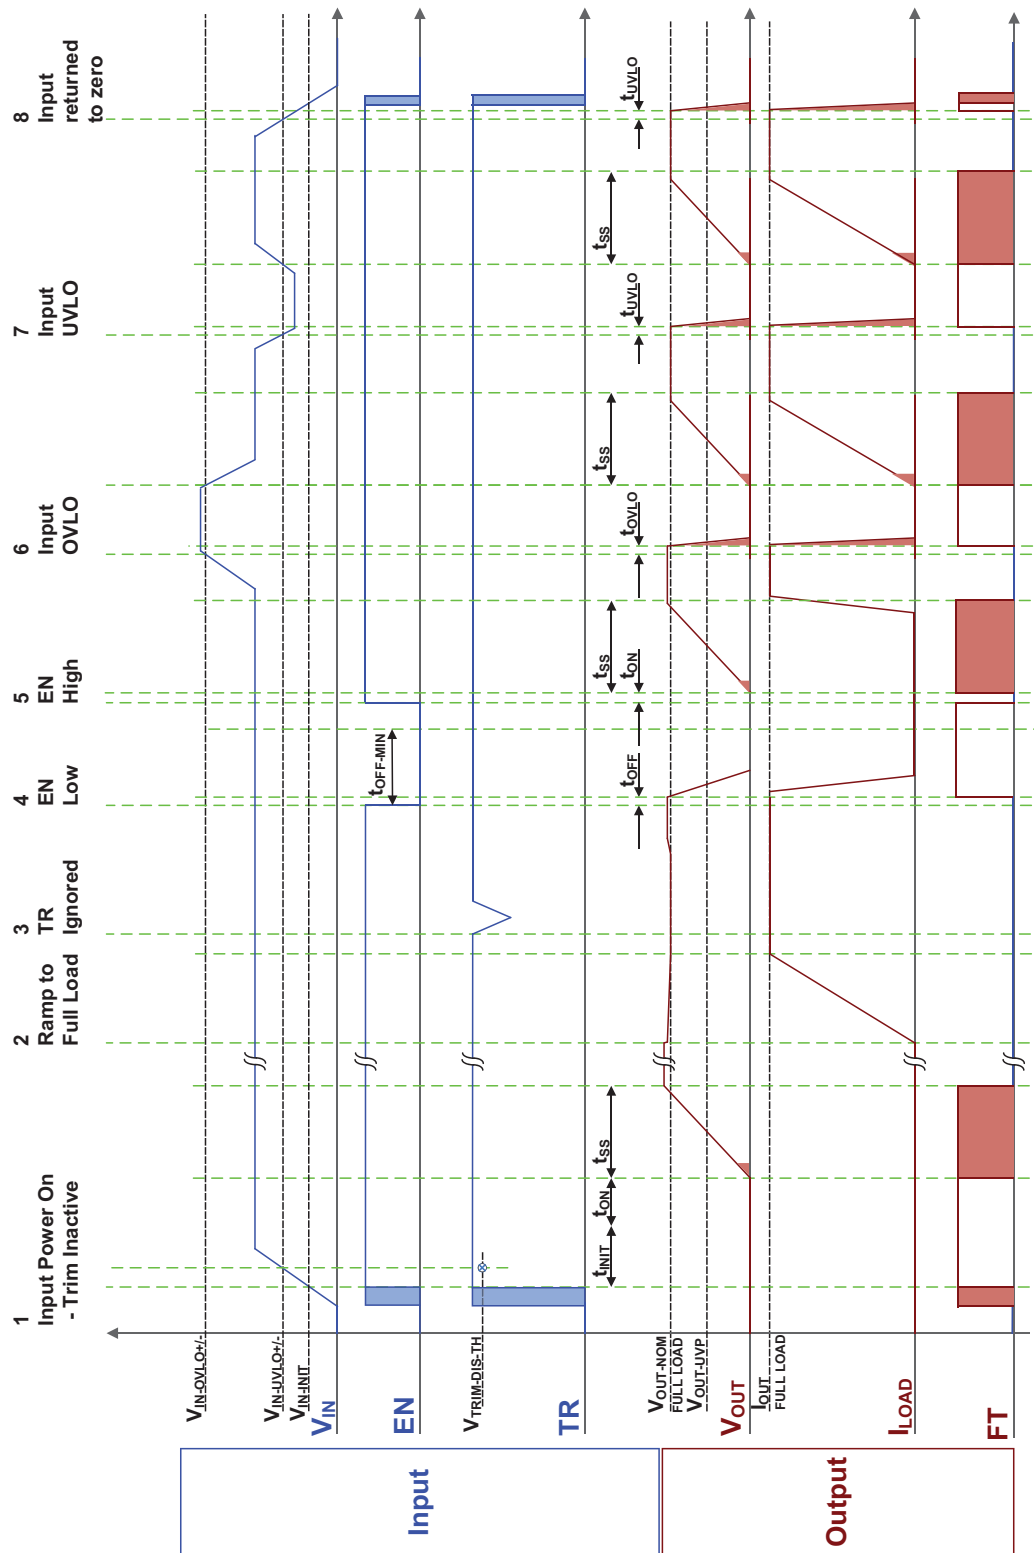 1
Input Power On
- Trim Inactive
2
Ramp to
Full Load
3
TR
Ignored
4
EN
Low
5
EN
High
6
Input
OVLO
7
Input
UVLO
8
Input
returned
to zero
Input
VIN-OVLO+/-
VIN-UVLO+/-
VIN-INIT
VIN
EN
tOFF-MIN
VTRIM-DIS-TH
TR
tINIT
tON
tSS
tOFF
tSS
tON
tOVLO
tSS
tUVLO
tSS
tUVLO
Output
VOUT-NOM
FULL LOAD
VOUT-UVP
VOUT
IOUT
FULL LOAD
ILOAD
FT